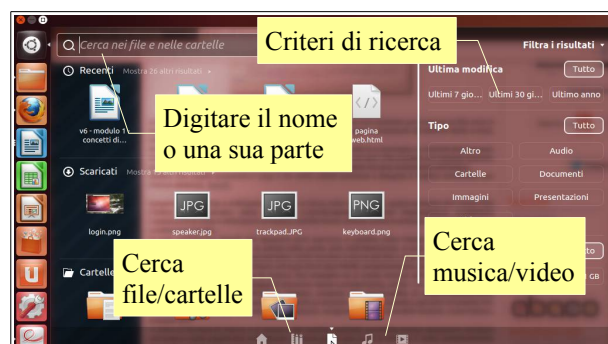 Cerca nei file e nelle cartelle
Criteri di ricerca
Filtra i risultati
Recenti Mostra 26 altri risultati
Ultima modifica Tutto
Ultimi 7 gio... Ultimi 30 gi... Ultimo anno
v6 - modulo 1
concetti di...
Digitare il nome
o una sua parte
pagina
web.html
Tipo Tutto
Altro Audio
Cartelle Documenti
Immagini Presentazioni
Scaricati
JPG JPG PNG
login.png speaker.jpg trackpad.JPG keyboard.png
Cerca
file/cartelle
Cerca
musica/video
Cartelle
GB